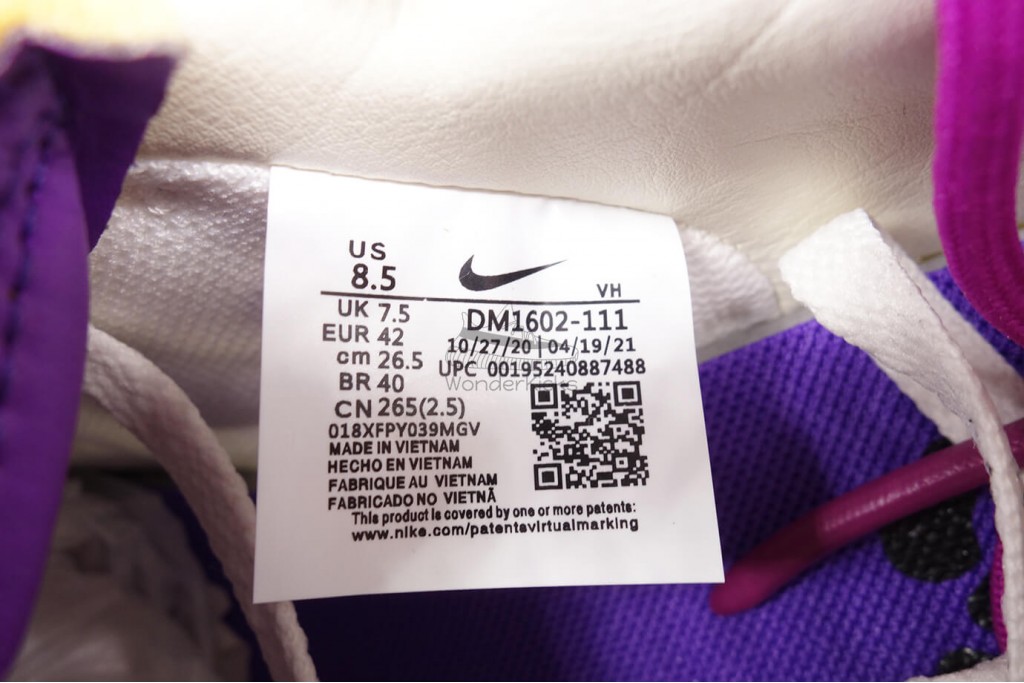 US
8.5
VH
UK 7.5
EUR 42
cm 26.5
BR 40
CN 265(2.5)
DM1602-111
10/27/20 | 04/19/21
UPC 00195240887488
WonderKicks
018XFPY039MGV
MADE IN VIETNAM
HECHO EN VIETNAM
FABRIQUE AU VIETNAM
FABRICADO NO VIETNÃ
This product is covered by one or more patents:
www.nike.com/patentsvirtualmarking